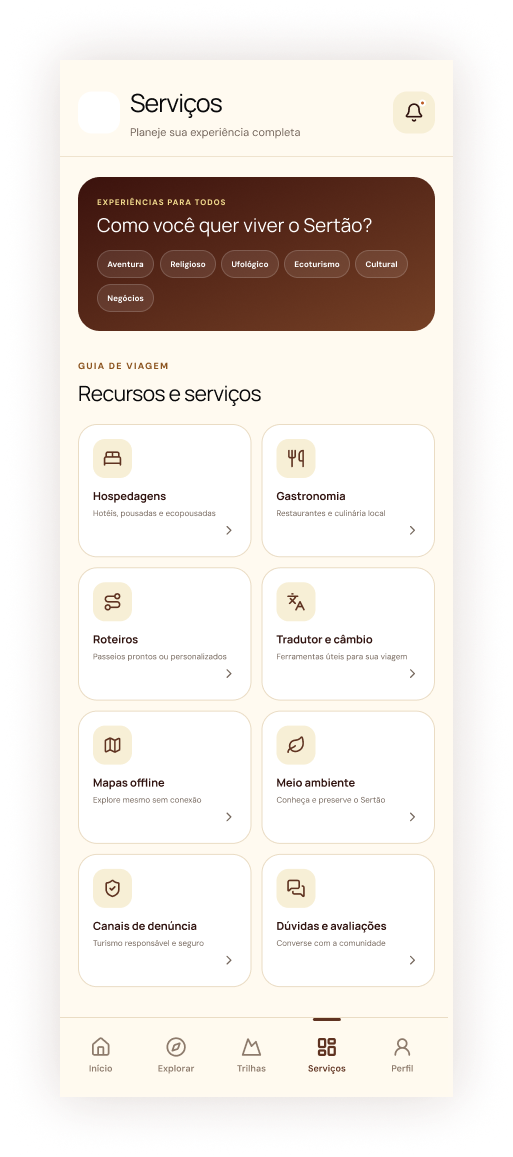 Serviços
Planeje sua experiência completa
EXPERIÊNCIAS PARA TODOS
Como você quer viver o Sertão?
Aventura
Religioso
Ufológico
Ecoturismo
Cultural
Negócios
GUIA DE VIAGEM
Recursos e serviços
Hospedagens
Hotéis, pousadas e ecopousadas
Gastronomia
Restaurantes e culinária local
Roteiros
Passeios prontos ou personalizados
Tradutor e câmbio
Ferramentas úteis para sua viagem
Mapas offline
Explore mesmo sem conexão
Meio ambiente
Conheça e preserve o Sertão
Canais de denúncia
Turismo responsável e seguro
Dúvidas e avaliações
Converse com a comunidade
Início
Explorar
Trilhas
Serviços
Perfil